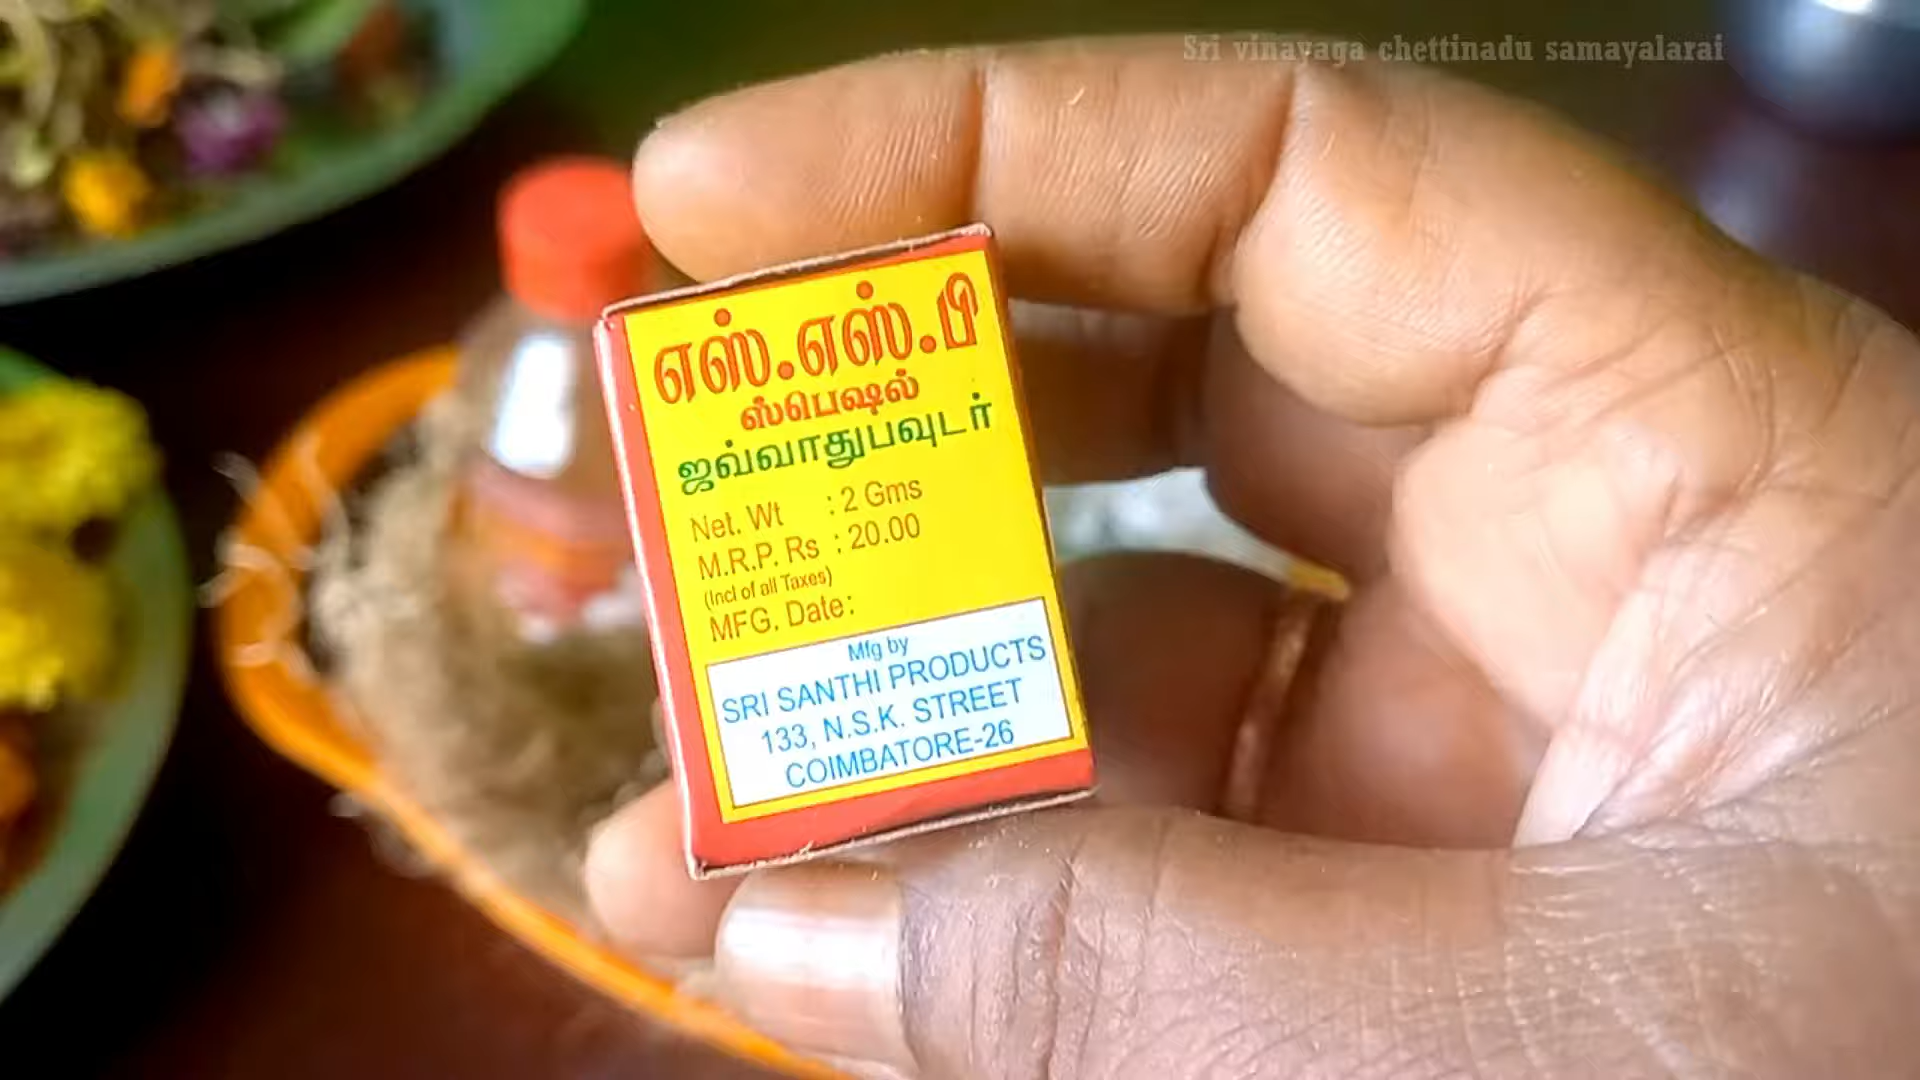 Sri vinayaga chettinadu samayalarai
எஸ்.எஸ்.பி
ஸ்பெஷல்
ஜவ்வாதுபவுடர்
Net. Wt : 2 Gms
M.R.P. Rs : 20.00
(Incl of all Taxes)
MFG. Date:
Mfg by
SRI SANTHI PRODUCTS
133, N.S.K. STREET
COIMBATORE-26